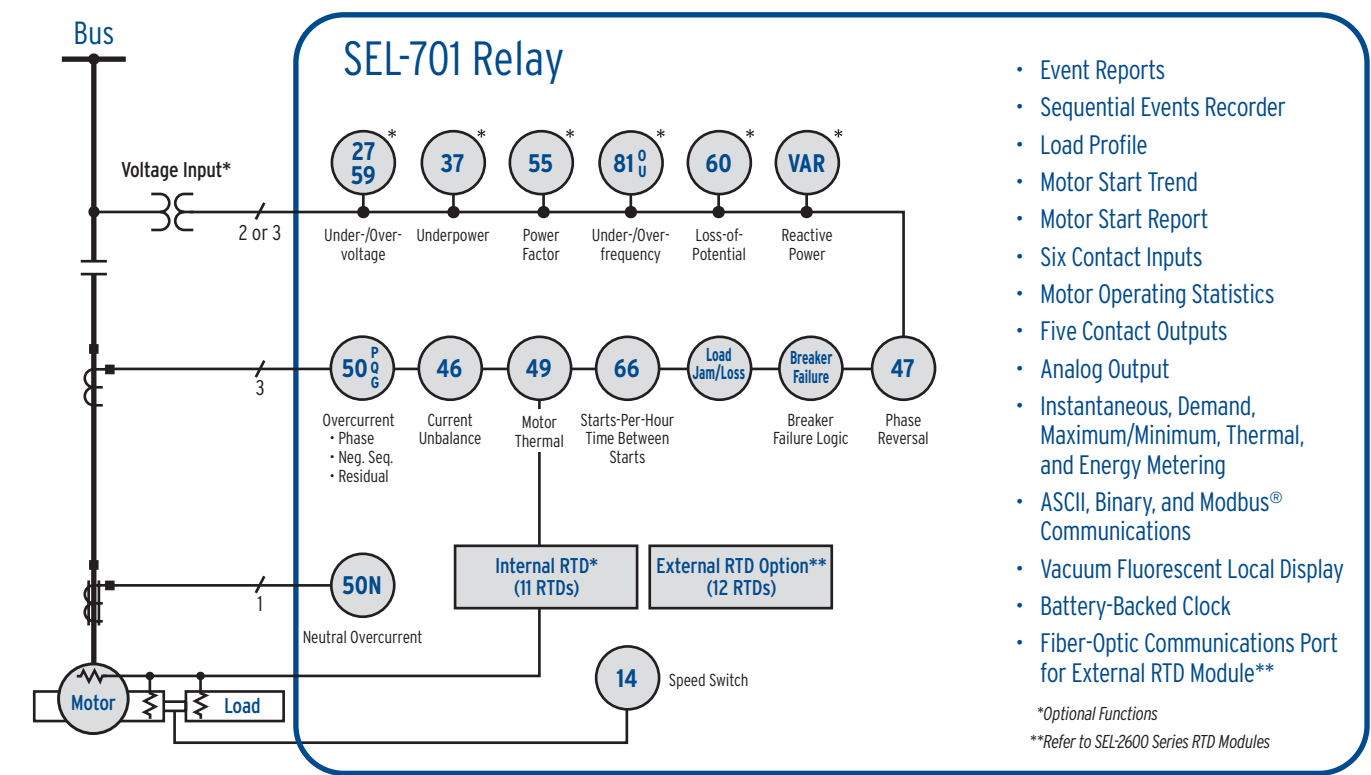 Bus
SEL-701 Relay
Voltage Input*
2 or 3
27
59
*
37
*
55
*
81 O
U
*
60
*
VAR
*
Under-/Over-
voltage
Underpower
Power
Factor
Under-/Over-
frequency
Loss-of-
Potential
Reactive
Power
3
50 P
Q
G
46
49
66
Load
Jam/Loss
Breaker
Failure
47
Overcurrent
• Phase
• Neg. Seq.
• Residual
Current
Unbalance
Motor
Thermal
Starts-Per-Hour
Time Between
Starts
Breaker
Failure Logic
Phase
Reversal
1
50N
Neutral Overcurrent
Internal RTD*
(11 RTDs)
External RTD Option**
(12 RTDs)
14
Speed Switch
Motor
Load
• Event Reports
• Sequential Events Recorder
• Load Profile
• Motor Start Trend
• Motor Start Report
• Six Contact Inputs
• Motor Operating Statistics
• Five Contact Outputs
• Analog Output
• Instantaneous, Demand,
Maximum/Minimum, Thermal,
and Energy Metering
• ASCII, Binary, and Modbus®
Communications
• Vacuum Fluorescent Local Display
• Battery-Backed Clock
• Fiber-Optic Communications Port
for External RTD Module**
*Optional Functions
**Refer to SEL-2600 Series RTD Modules